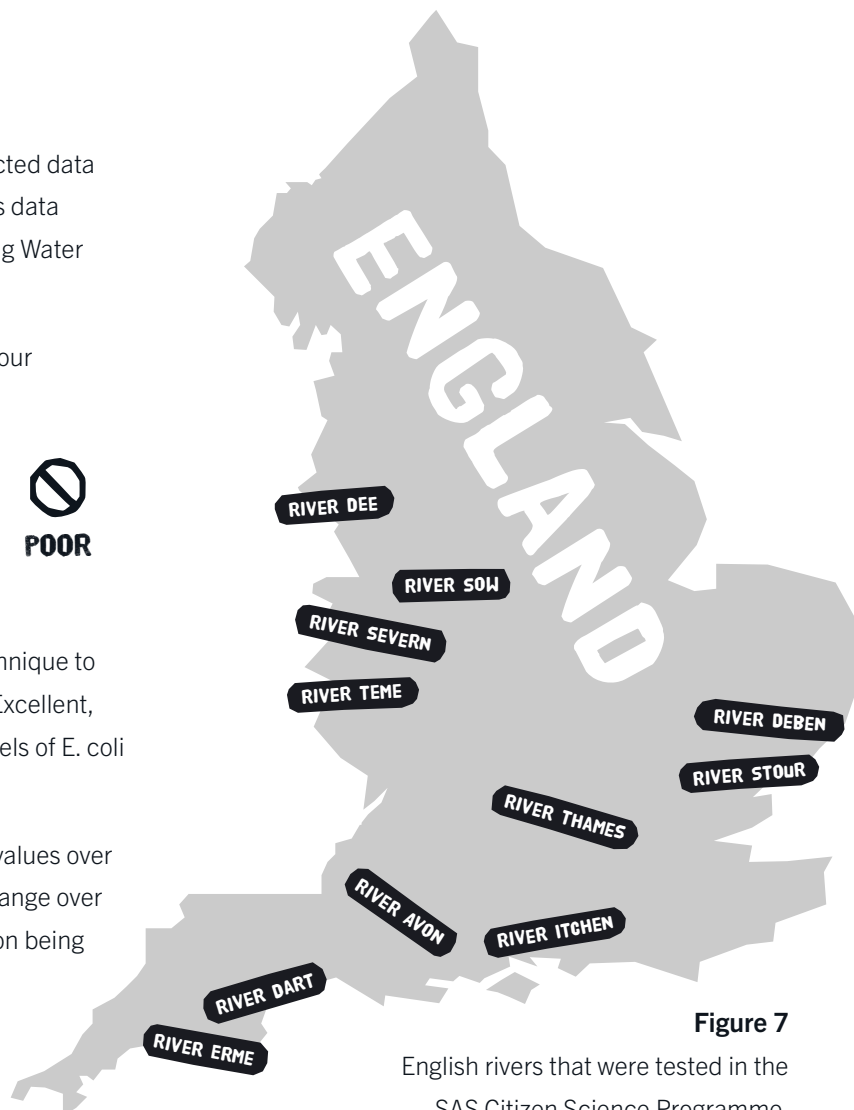 cted data
s data
g Water
our
POOR
nnique to
Excellent,
els of E. coli
values over
ange over
on being
ENGLAND
RIVER DEE
RIVER SOW
RIVER SEVERN
RIVER TEME
RIVER DEBEN
RIVER STOUR
RIVER THAMES
RIVER AVON
RIVER ITCHEN
RIVER DART
RIVER ERME
Figure 7
English rivers that were tested in the
SAS Citizen Science Programme.